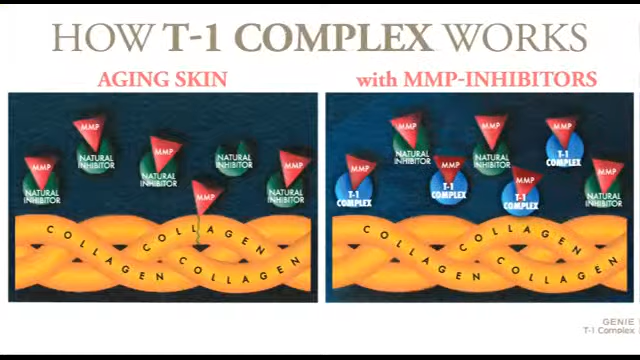 HOW T-1 COMPLEX WORKS
AGING SKIN
with MMP-INHIBITORS
MMP
NATURAL
INHIBITOR
MMP
NATURAL
INHIBITOR
MMP
NATURAL
INHIBITOR
MMP
NATURAL
INHIBITOR
MMP
NATURAL
INHIBITOR
COLLAGEN
COLLAGEN
COLLAGEN
COLLAGEN
MMP
T-1
COMPLEX
MMP
NATURAL
INHIBITOR
MMP
T-1
COMPLEX
MMP
NATURAL
INHIBITOR
MMP
T-1
COMPLEX
MMP
T-1
COMPLEX
MMP
NATURAL
INHIBITOR
COLLAGEN
COLLAGEN
COLLAGEN
COLLAGEN
GENIE
T-1 Complex